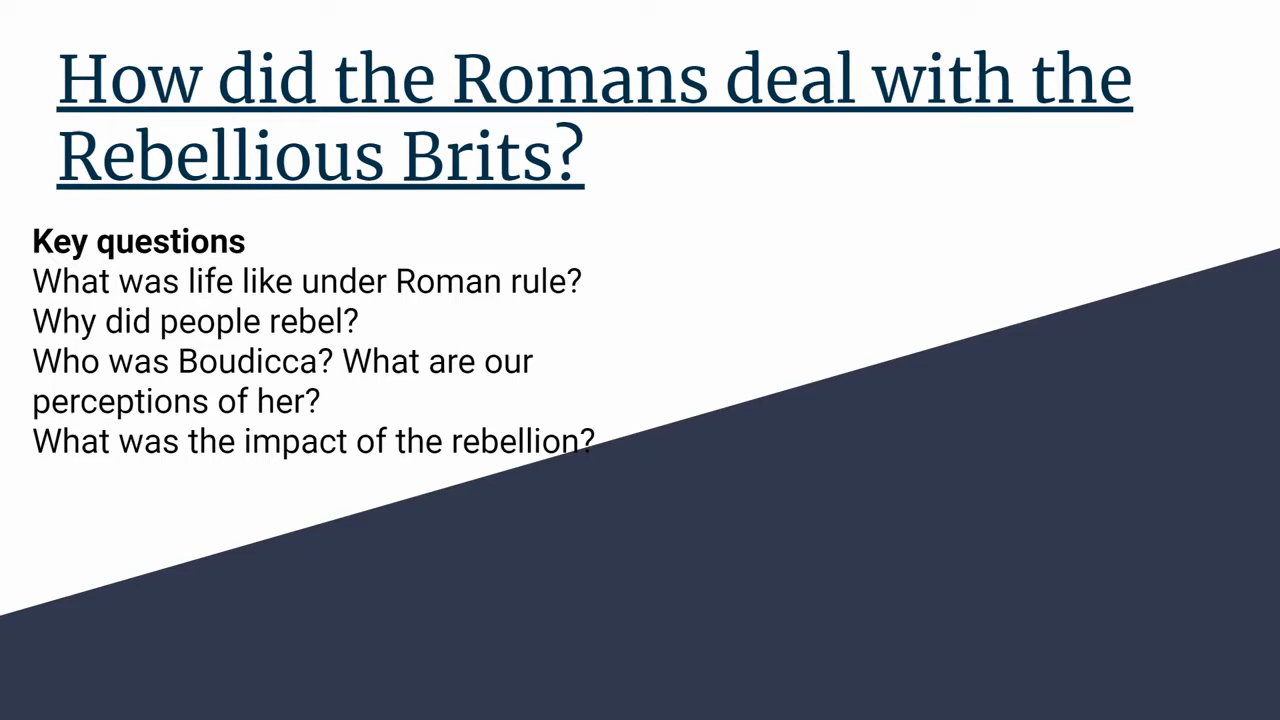 How did the Romans deal with the
Rebellious Brits?
Key questions
What was life like under Roman rule?
Why did people rebel?
Who was Boudicca? What are our
perceptions of her?
What was the impact of the rebellion?